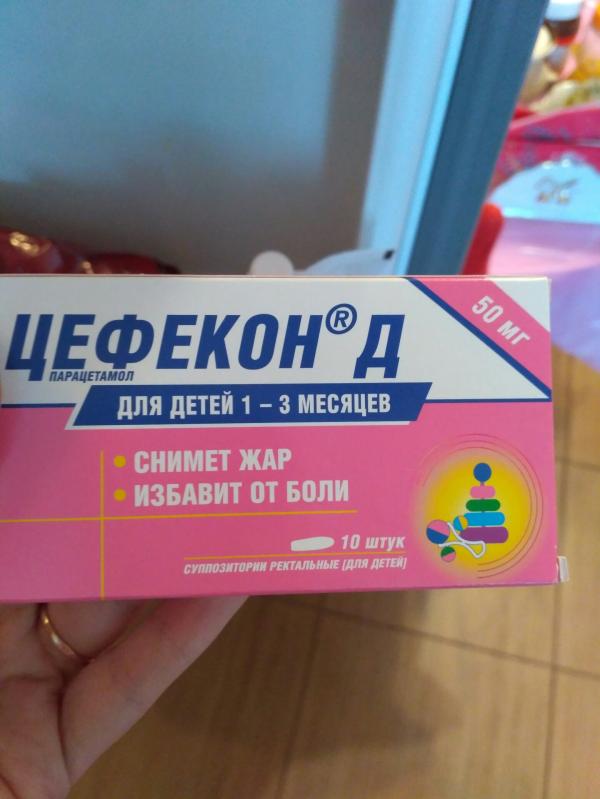 ЦЕФЕКОН® Д
50 МГ
ПАРАЦЕТАМОЛ
ДЛЯ ДЕТЕЙ 1 – 3 МЕСЯЦЕВ
• СНИМЕТ ЖАР
• ИЗБАВИТ ОТ БОЛИ
10 штук
СУППОЗИТОРИИ РЕКТАЛЬНЫЕ [ДЛЯ ДЕТЕЙ]